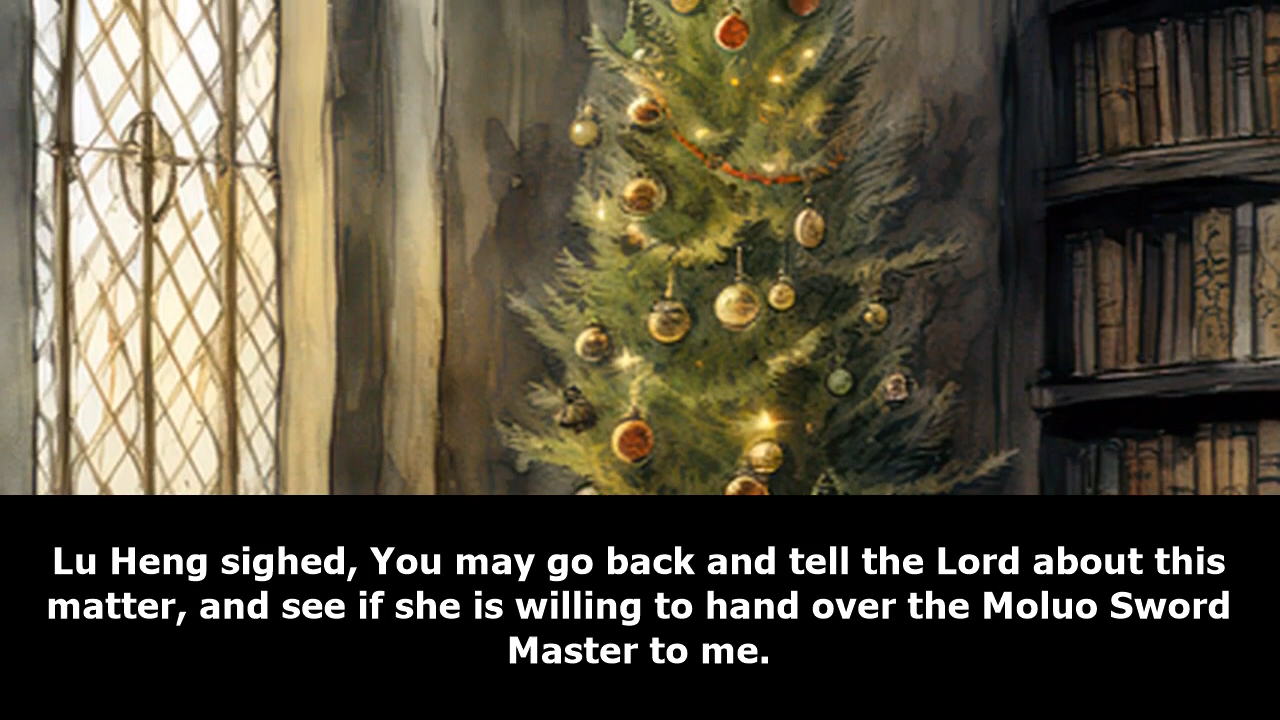 Lu Heng sighed, You may go back and tell the Lord about this
matter, and see if she is willing to hand over the Moluo Sword
Master to me.